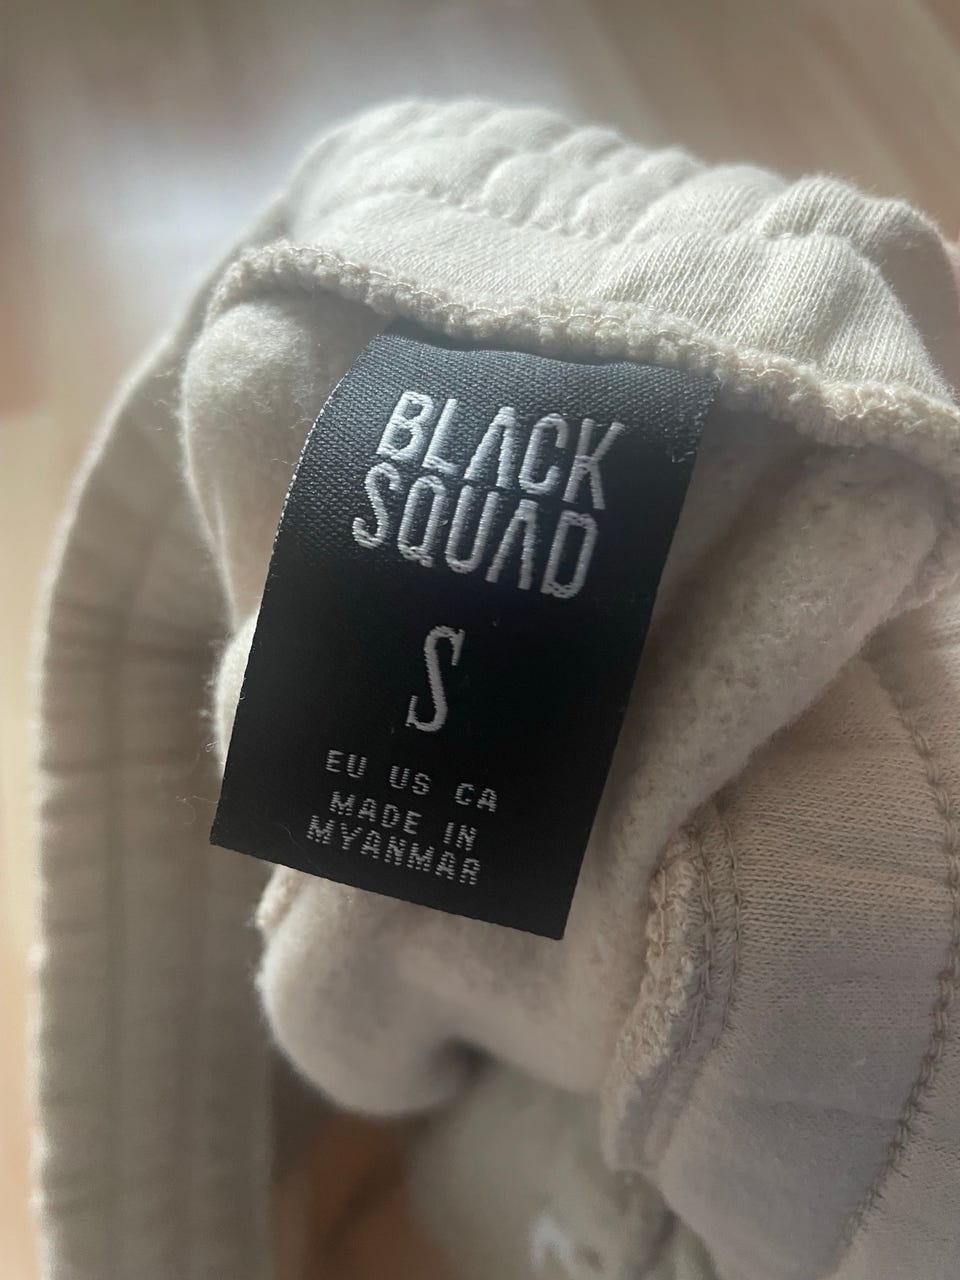 BLACK
SQUAD
S
EU US CA
MADE IN
MYANMAR